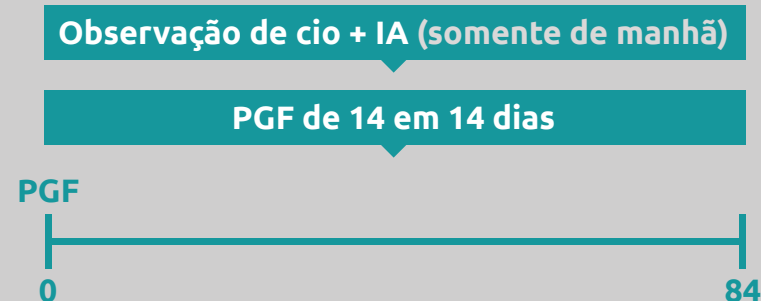 Observação de cio + IA (somente de manhã)
PGF de 14 em 14 dias
PGF
0
84